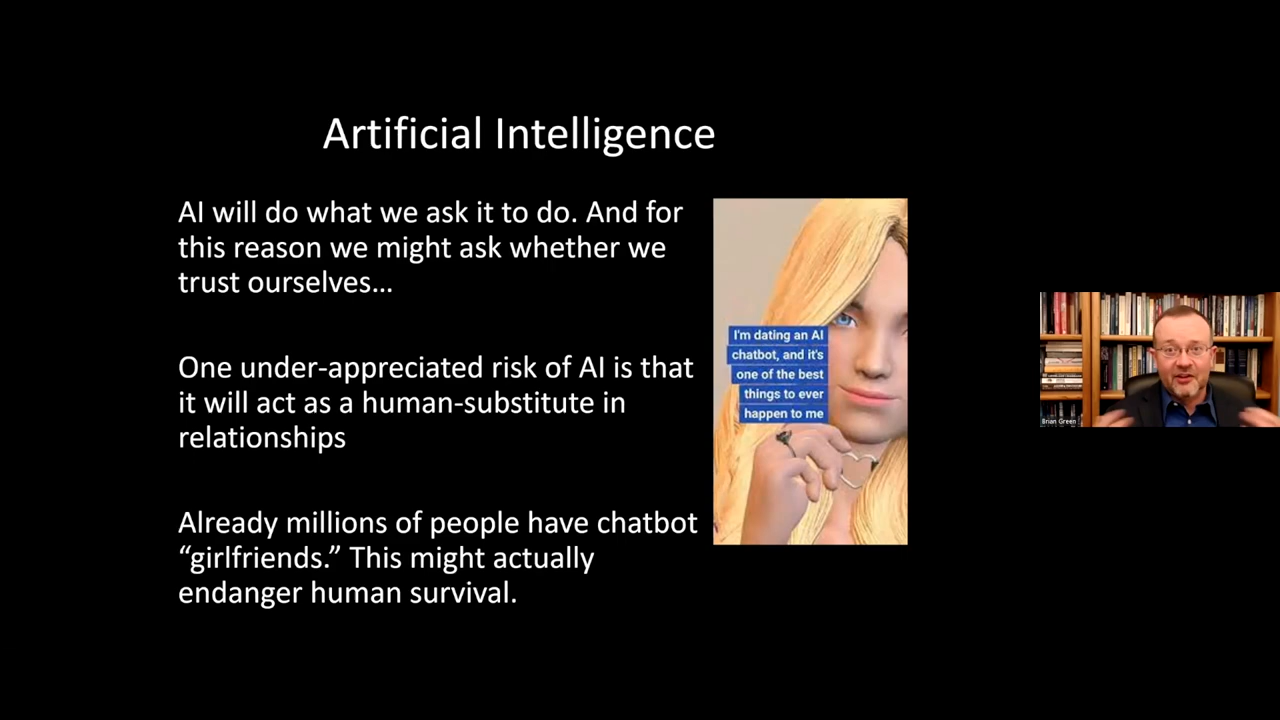 Artificial Intelligence
AI will do what we ask it to do. And for
this reason we might ask whether we
trust ourselves…
One under-appreciated risk of AI is that
it will act as a human-substitute in
relationships
Already millions of people have chatbot
“girlfriends.” This might actually
endanger human survival.
I'm dating an AI
chatbot, and it's
one of the best
things to ever
happen to me
Brian Green